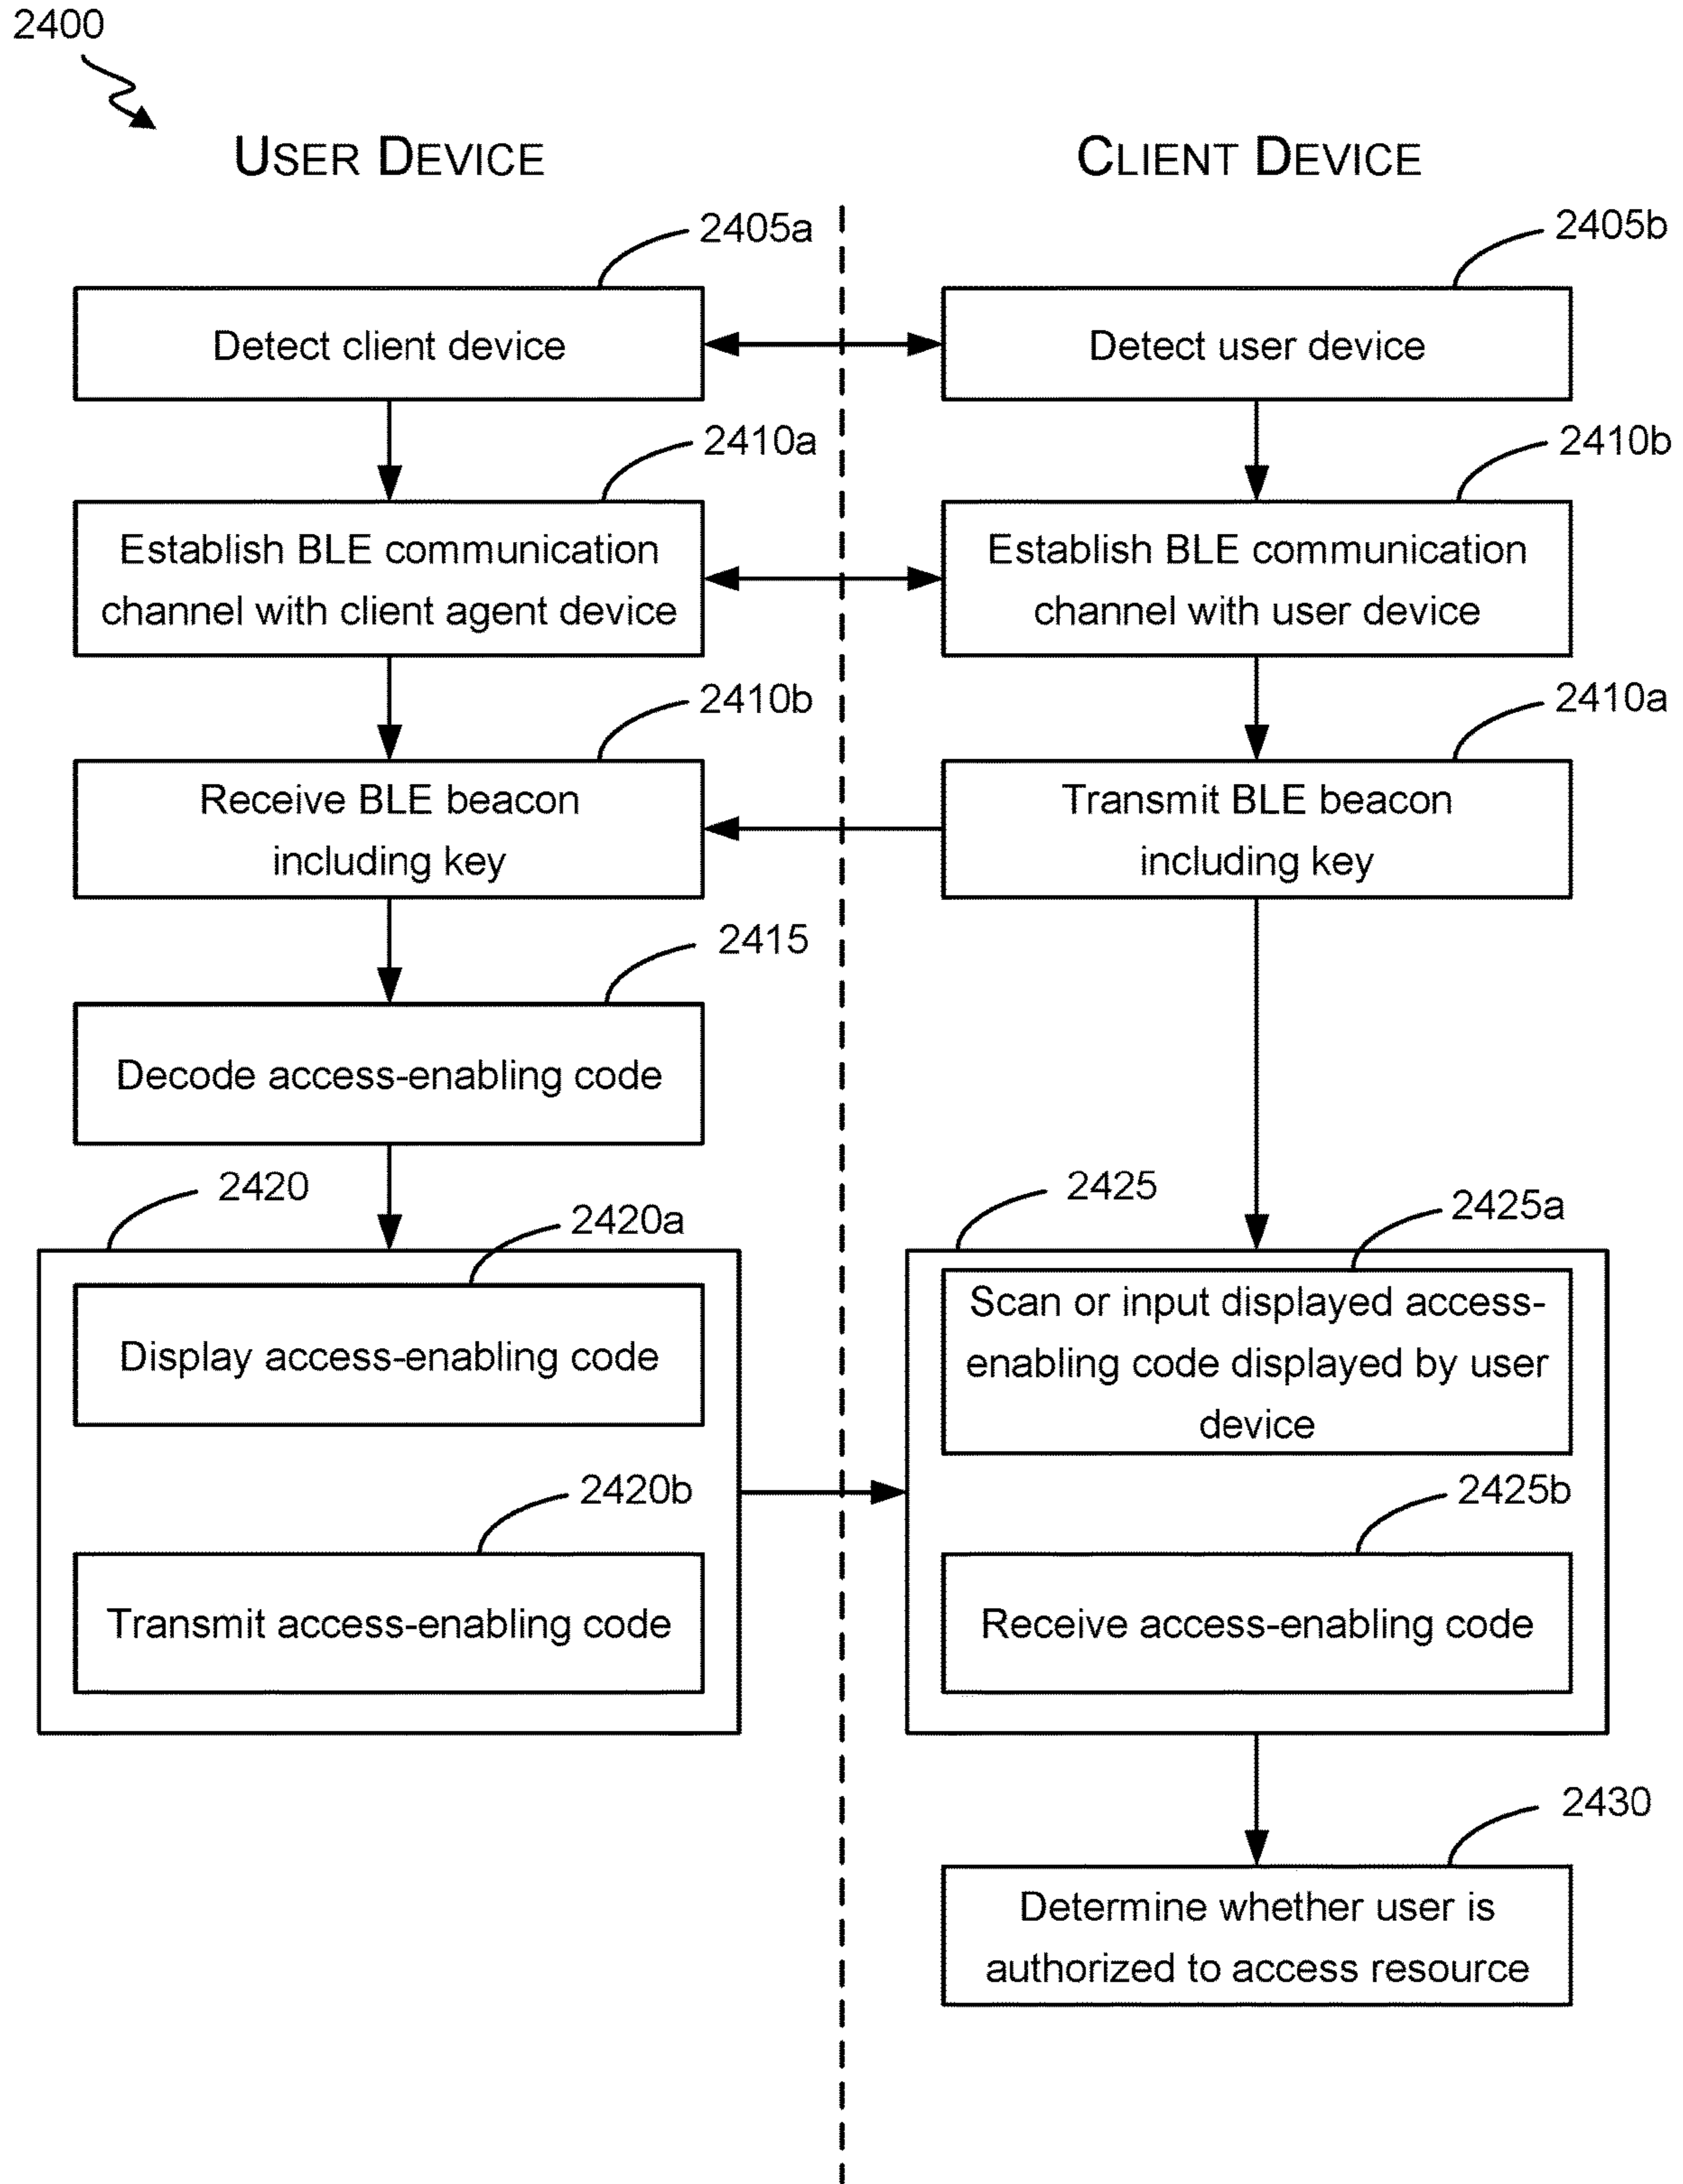 2400
USER DEVICE
CLIENT DEVICE
2405a
2405b
Detect client device
Detect user device
2410a
2410b
Establish BLE communication
channel with client agent device
Establish BLE communication
channel with user device
2410b
2410a
Receive BLE beacon
including key
Transmit BLE beacon
including key
2415
Decode access-enabling code
2420
2420a
Display access-enabling code
2420b
Transmit access-enabling code
2425
2425a
Scan or input displayed access-
enabling code displayed by user
device
2425b
Receive access-enabling code
2430
Determine whether user is
authorized to access resource